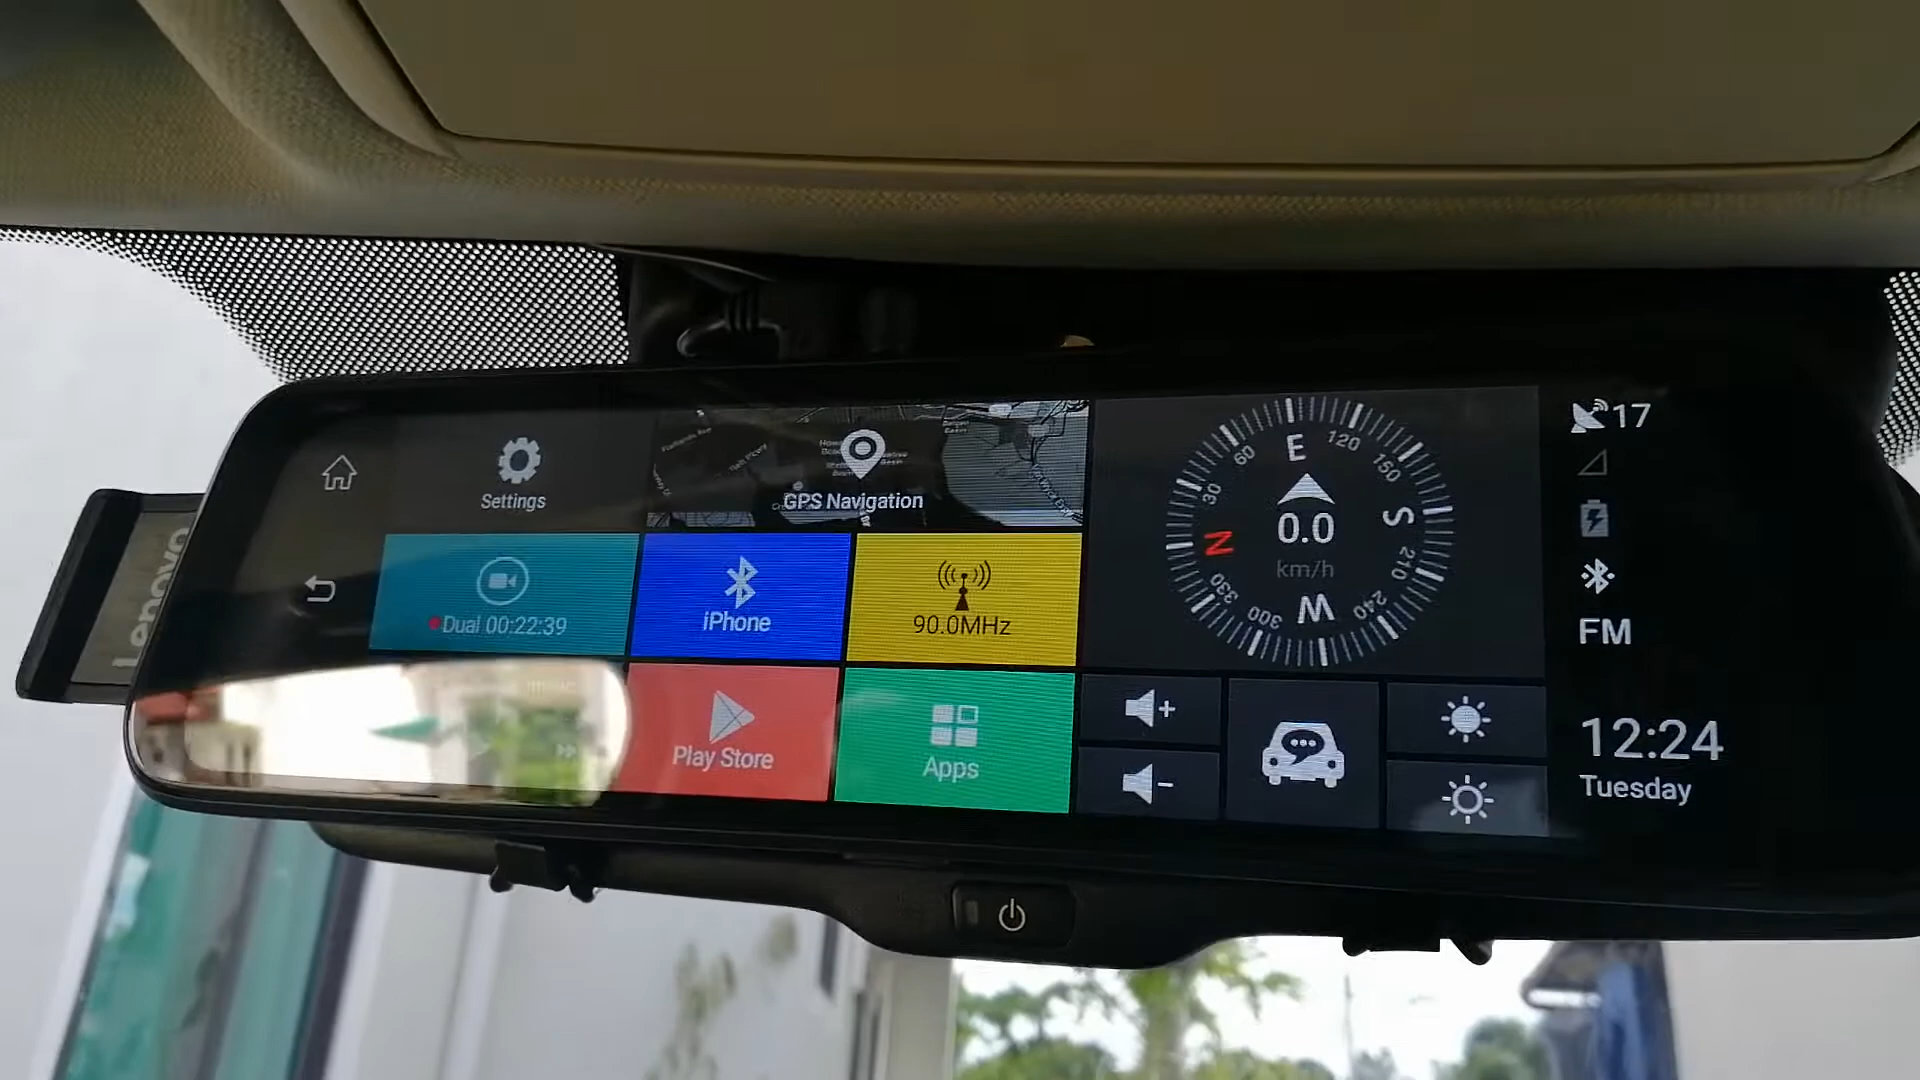 Lenovo
Settings
GPS Navigation
Dual 00:22:39
iPhone
90.0MHz
Play Store
Apps
E
120
150
S
210
240
W
300
330
N
30
60
0.0
km/h
17
FM
12:24
Tuesday